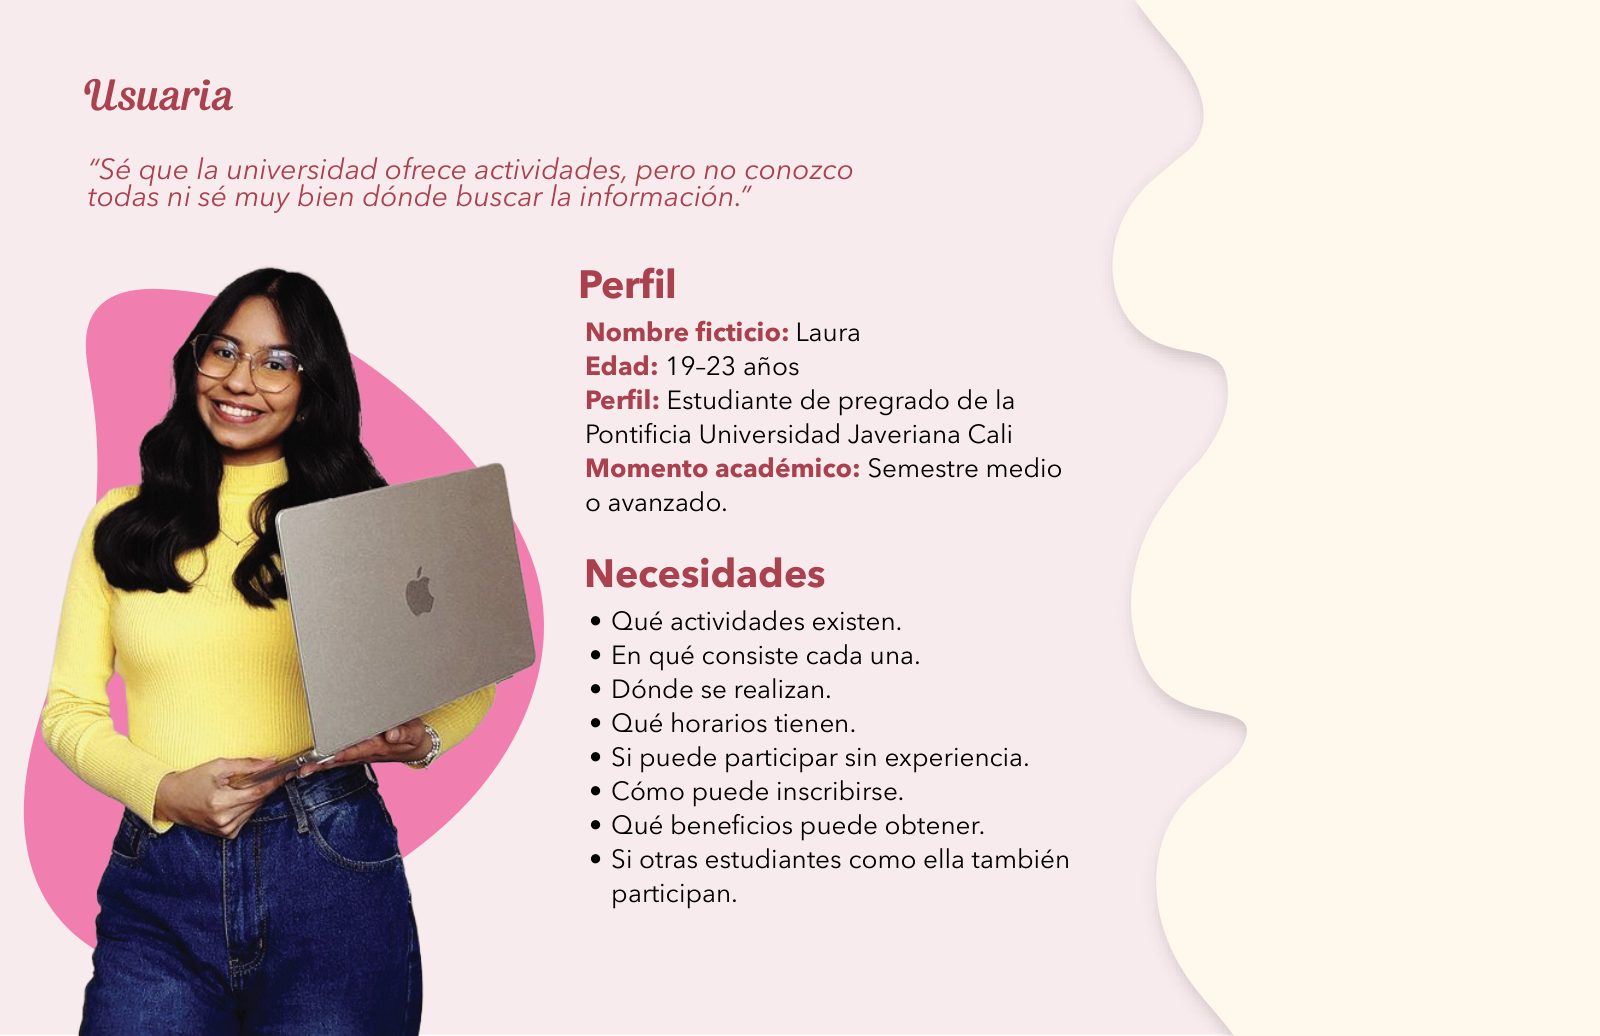 Usuaria
“Sé que la universidad ofrece actividades, pero no conozco
todas ni sé muy bien dónde buscar la información.”
Perfil
Nombre ficticio: Laura
Edad: 19–23 años
Perfil: Estudiante de pregrado de la
Pontificia Universidad Javeriana Cali
Momento académico: Semestre medio
o avanzado.
Necesidades
• Qué actividades existen.
• En qué consiste cada una.
• Dónde se realizan.
• Qué horarios tienen.
• Si puede participar sin experiencia.
• Cómo puede inscribirse.
• Qué beneficios puede obtener.
• Si otras estudiantes como ella también
participan.